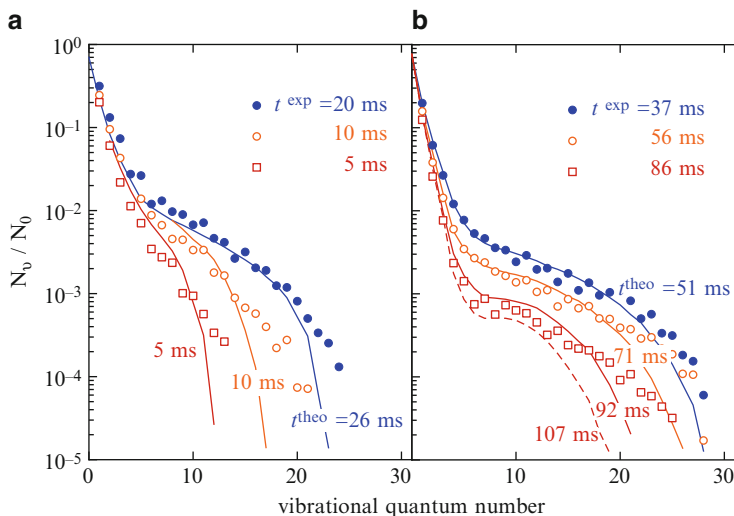 a
b
10⁰
10⁻¹
10⁻²
10⁻³
10⁻⁴
10⁻⁵
N_υ / N_0
t^exp =20 ms
10 ms
5 ms
5 ms
10 ms
t^theo =26 ms
0
10
20
30
t^exp =37 ms
56 ms
86 ms
t^theo =51 ms
71 ms
92 ms
107 ms
0
10
20
30
vibrational quantum number